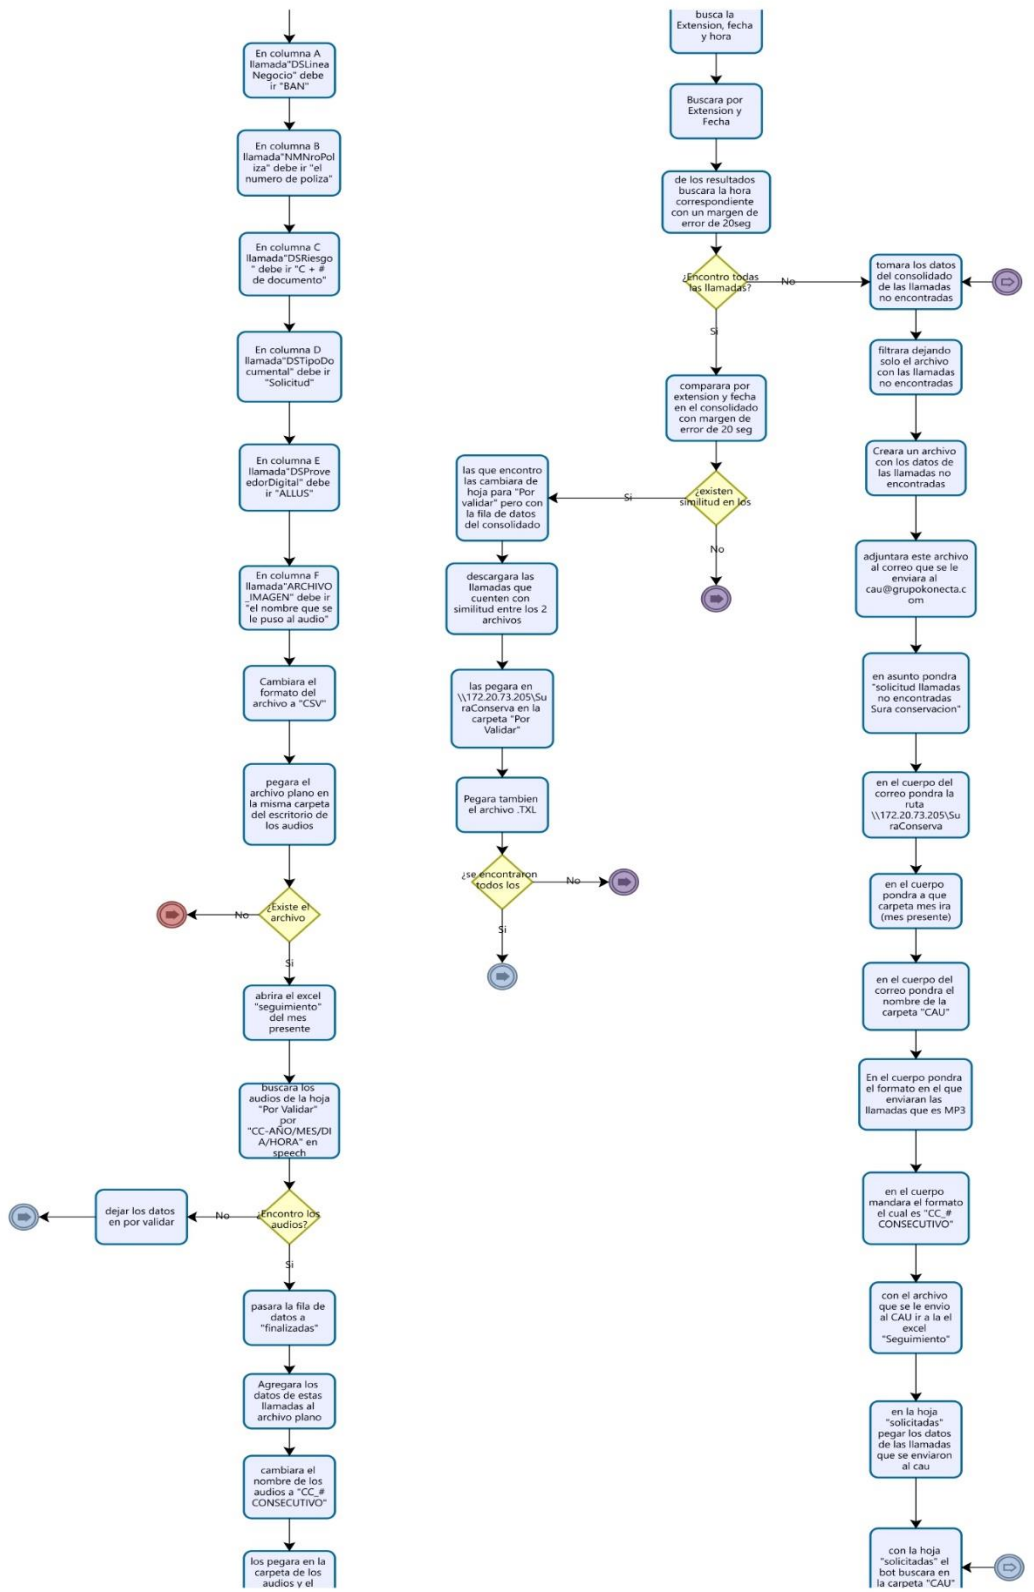 En columna A
llamada"DSLinea
Negocio" debe
ir "BAN"
En columna B
llamada"NMNroPol
iza" debe ir "el
numero de poliza"
En columna C
llamada"DSRiesgo
" debe ir "C + #
de documento"
En columna D
llamada"DSTipoDo
cumental" debe ir
"Solicitud"
En columna E
llamada"DSProve
edorDigital" debe
ir "ALLUS"
En columna F
llamada"ARCHIVO
_IMAGEN" debe ir
"el nombre que se
le puso al audio"
Cambiara el
formato del
archivo a "CSV"
pegara el
archivo plano en
la misma carpeta
del escritorio de
los audios
¿Existe el
archivo
No
Si
abrira el excel
"seguimiento"
del mes
presente
buscara los
audios de la hoja
"Por Validar"
por
"CC-AÑO/MES/DI
A/HORA" en
speech
¿Encontro los
audios?
No
dejar los datos
en por validar
Si
pasara la fila de
datos a
"finalizadas"
Agregara los
datos de estas
llamadas al
archivo plano
cambiara el
nombre de los
audios a "CC_#
CONSECUTIVO"
los pegara en la
carpeta de los
audios y el
busca la
Extension, fecha
y hora
Buscara por
Extension y
Fecha
de los resultados
buscara la hora
correspondiente
con un margen de
error de 20seg
¿Encontro todas
las llamadas?
No
Si
comparara por
extension y fecha
en el consolidado
con margen de
error de 20 seg
¿existen
similitud en los
Si
No
las que encontro
las cambiara de
hoja para "Por
validar" pero con
la fila de datos
del consolidado
descargara las
llamadas que
cuenten con
similitud entre los 2
archivos
las pegara en
\\172.20.73.205\Su
raConserva en la
carpeta "Por
Validar"
Pegara tambien
el archivo .TXL
¿se encontraron
todos los
No
Si
tomara los datos
del consolidado
de las llamadas
no encontradas
filtrara dejando
solo el archivo
con las llamadas
no encontradas
Creara un archivo
con los datos de
las llamadas no
encontradas
adjuntara este archivo
al correo que se le
enviara al
cau@grupokonecta.c
om
en asunto pondra
"solicitud llamadas
no encontradas
Sura conservacion"
en el cuerpo del
correo pondra la
ruta
\\172.20.73.205\Su
raConserva
en el cuerpo
pondra a que
carpeta mes ira
(mes presente)
en el cuerpo del
correo pondra el
nombre de la
carpeta "CAU"
En el cuerpo pondra
el formato en el que
enviaran las
llamadas que es MP3
en el cuerpo
mandara el formato
el cual es "CC_#
CONSECUTIVO"
con el archivo
que se le envio
al CAU ir a la el
excel
"Seguimiento"
en la hoja
"solicitadas"
pegar los datos
de las llamadas
que se enviaron
al cau
con la hoja
"solicitadas" el
bot buscara en
la carpeta "CAU"